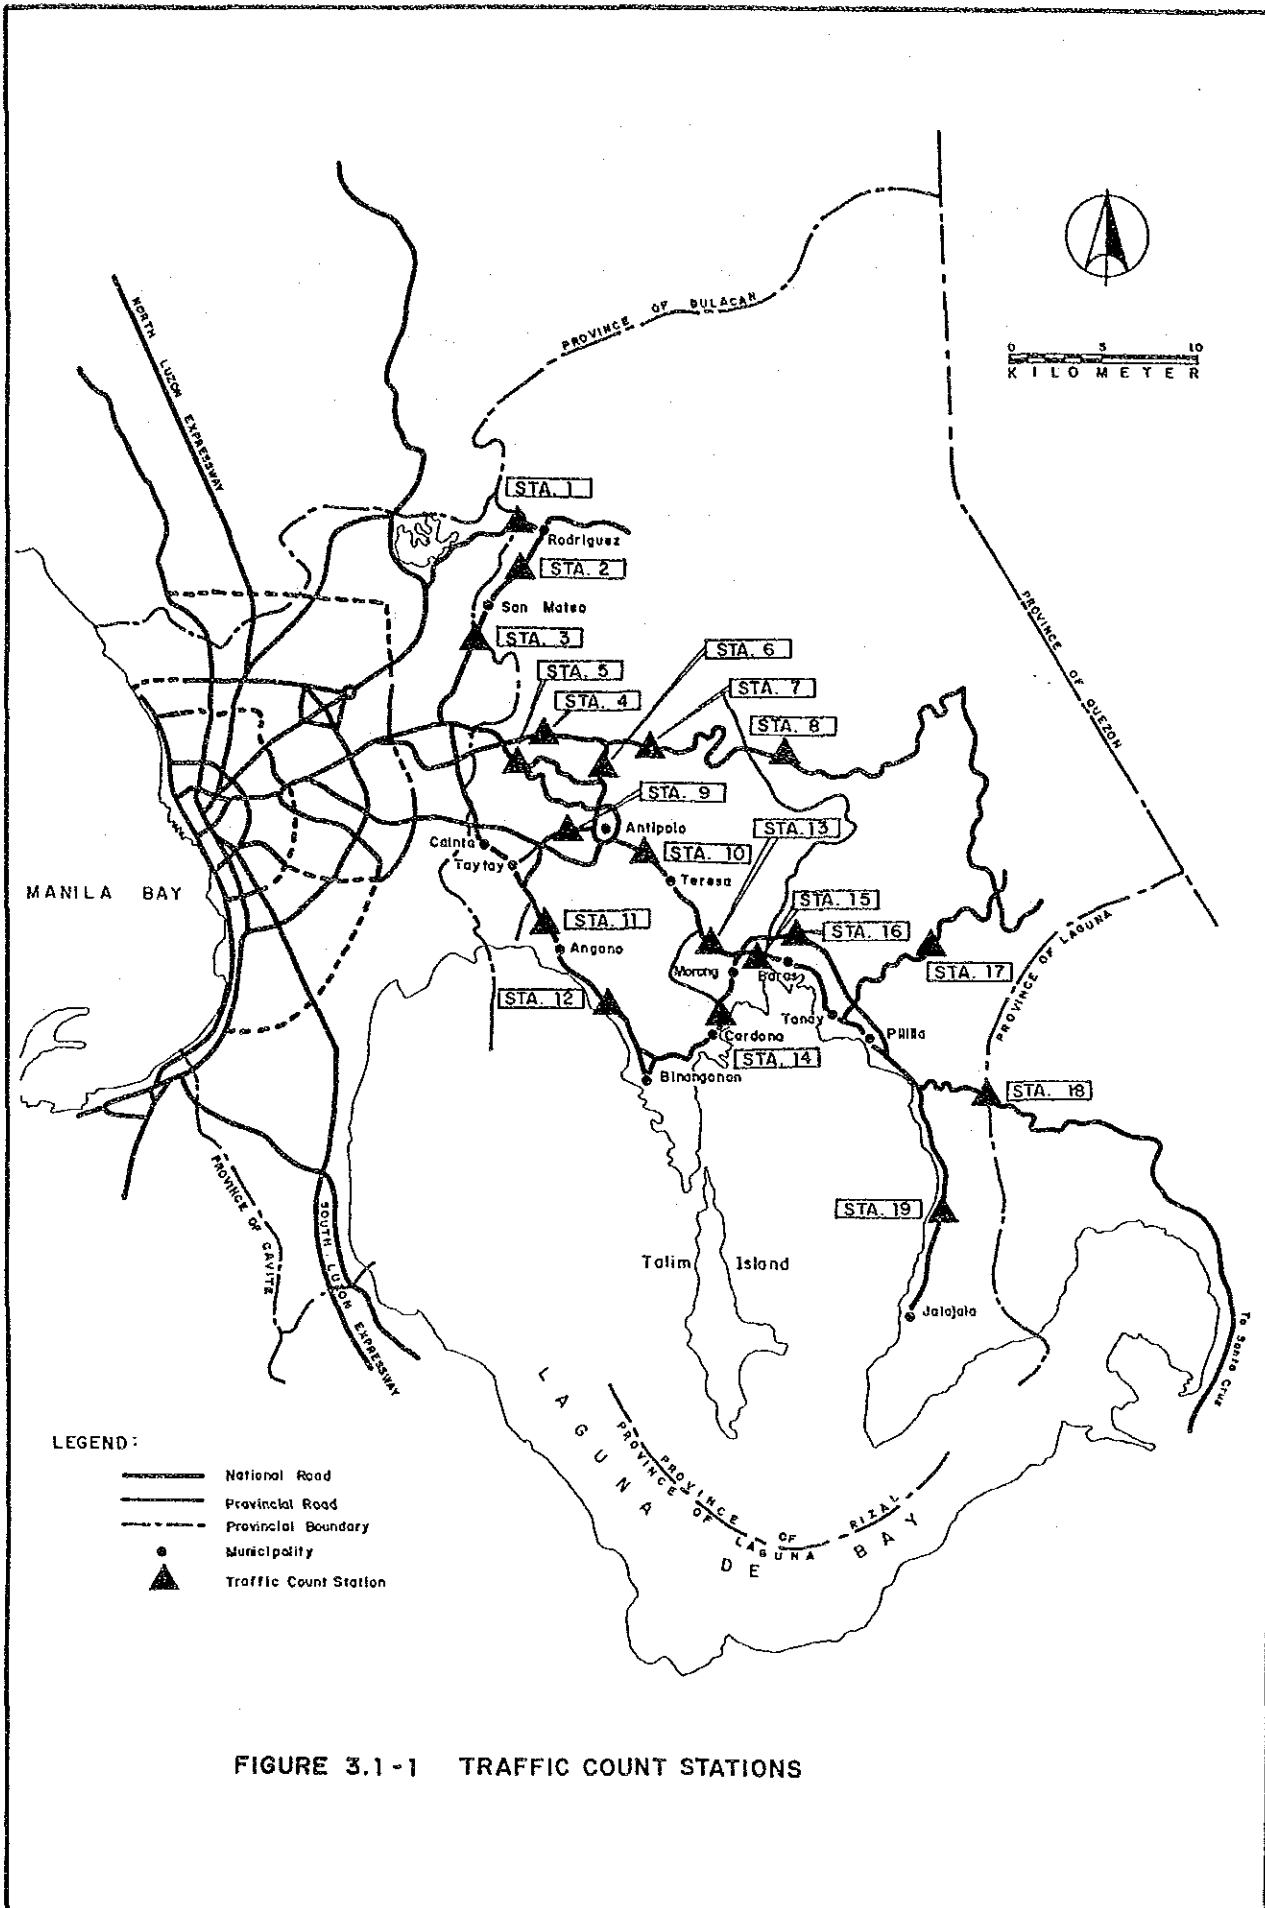 0 5 10
KILOMETER
NORTH LUZON EXPRESSWAY
PROVINCE OF BULACAN
STA. 1
Rodriguez
STA. 2
San Mateo
STA. 3
STA. 6
STA. 5
STA. 7
STA. 4
STA. 8
PROVINCE OF QUEZON
STA. 9
Antipolo
STA. 13
Cainta
STA. 10
Taytay
Teresa
MANILA BAY
STA. 15
STA. 11
STA. 16
Angono
Morong
Baras
STA. 17
PROVINCE OF LAGUNA
STA. 12
Tanay
Cardona
Pililla
STA. 14
Binangonan
STA. 18
PROVINCE OF CAVITE
SOUTH LUZON EXPRESSWAY
STA. 19
Talim Island
Jalajala
To Santa Cruz
LAGUNA DE BAY
PROVINCE OF RIZAL
PROVINCE OF LAGUNA
LEGEND:
National Road
Provincial Road
Provincial Boundary
Municipality
Traffic Count Station
FIGURE 3.1-1 TRAFFIC COUNT STATIONS